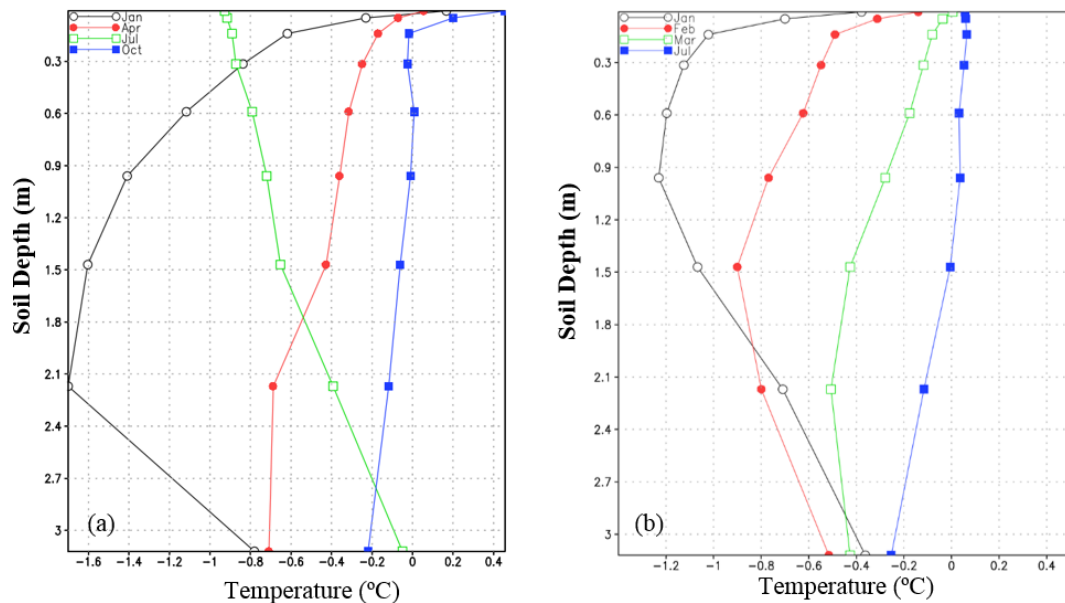 Jan
Apr
Jul
Oct
0.3
0.6
0.9
1.2
1.5
1.8
2.1
2.4
2.7
3
Soil Depth (m)
(a)
-1.6 -1.4 -1.2 -1 -0.8 -0.6 -0.4 -0.2 0 0.2 0.4
Temperature (ºC)
Jan
Feb
Mar
Jul
0.3
0.6
0.9
1.2
1.5
1.8
2.1
2.4
2.7
3
Soil Depth (m)
(b)
-1.2 -1 -0.8 -0.6 -0.4 -0.2 0 0.2 0.4
Temperature (ºC)